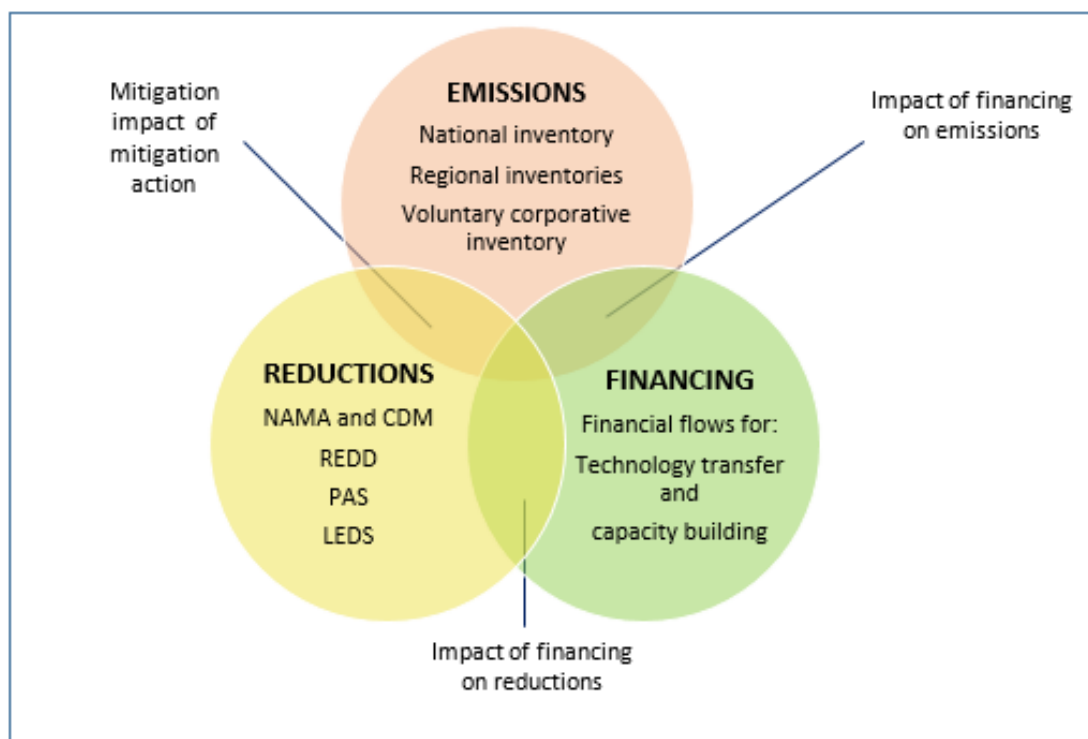 Mitigation
impact of
mitigation
action
EMISSIONS
National inventory
Regional inventories
Voluntary corporative
inventory
Impact of financing
on emissions
REDUCTIONS
NAMA and CDM
REDD
PAS
LEDS
FINANCING
Financial flows for:
Technology transfer
and
capacity building
Impact of financing
on reductions